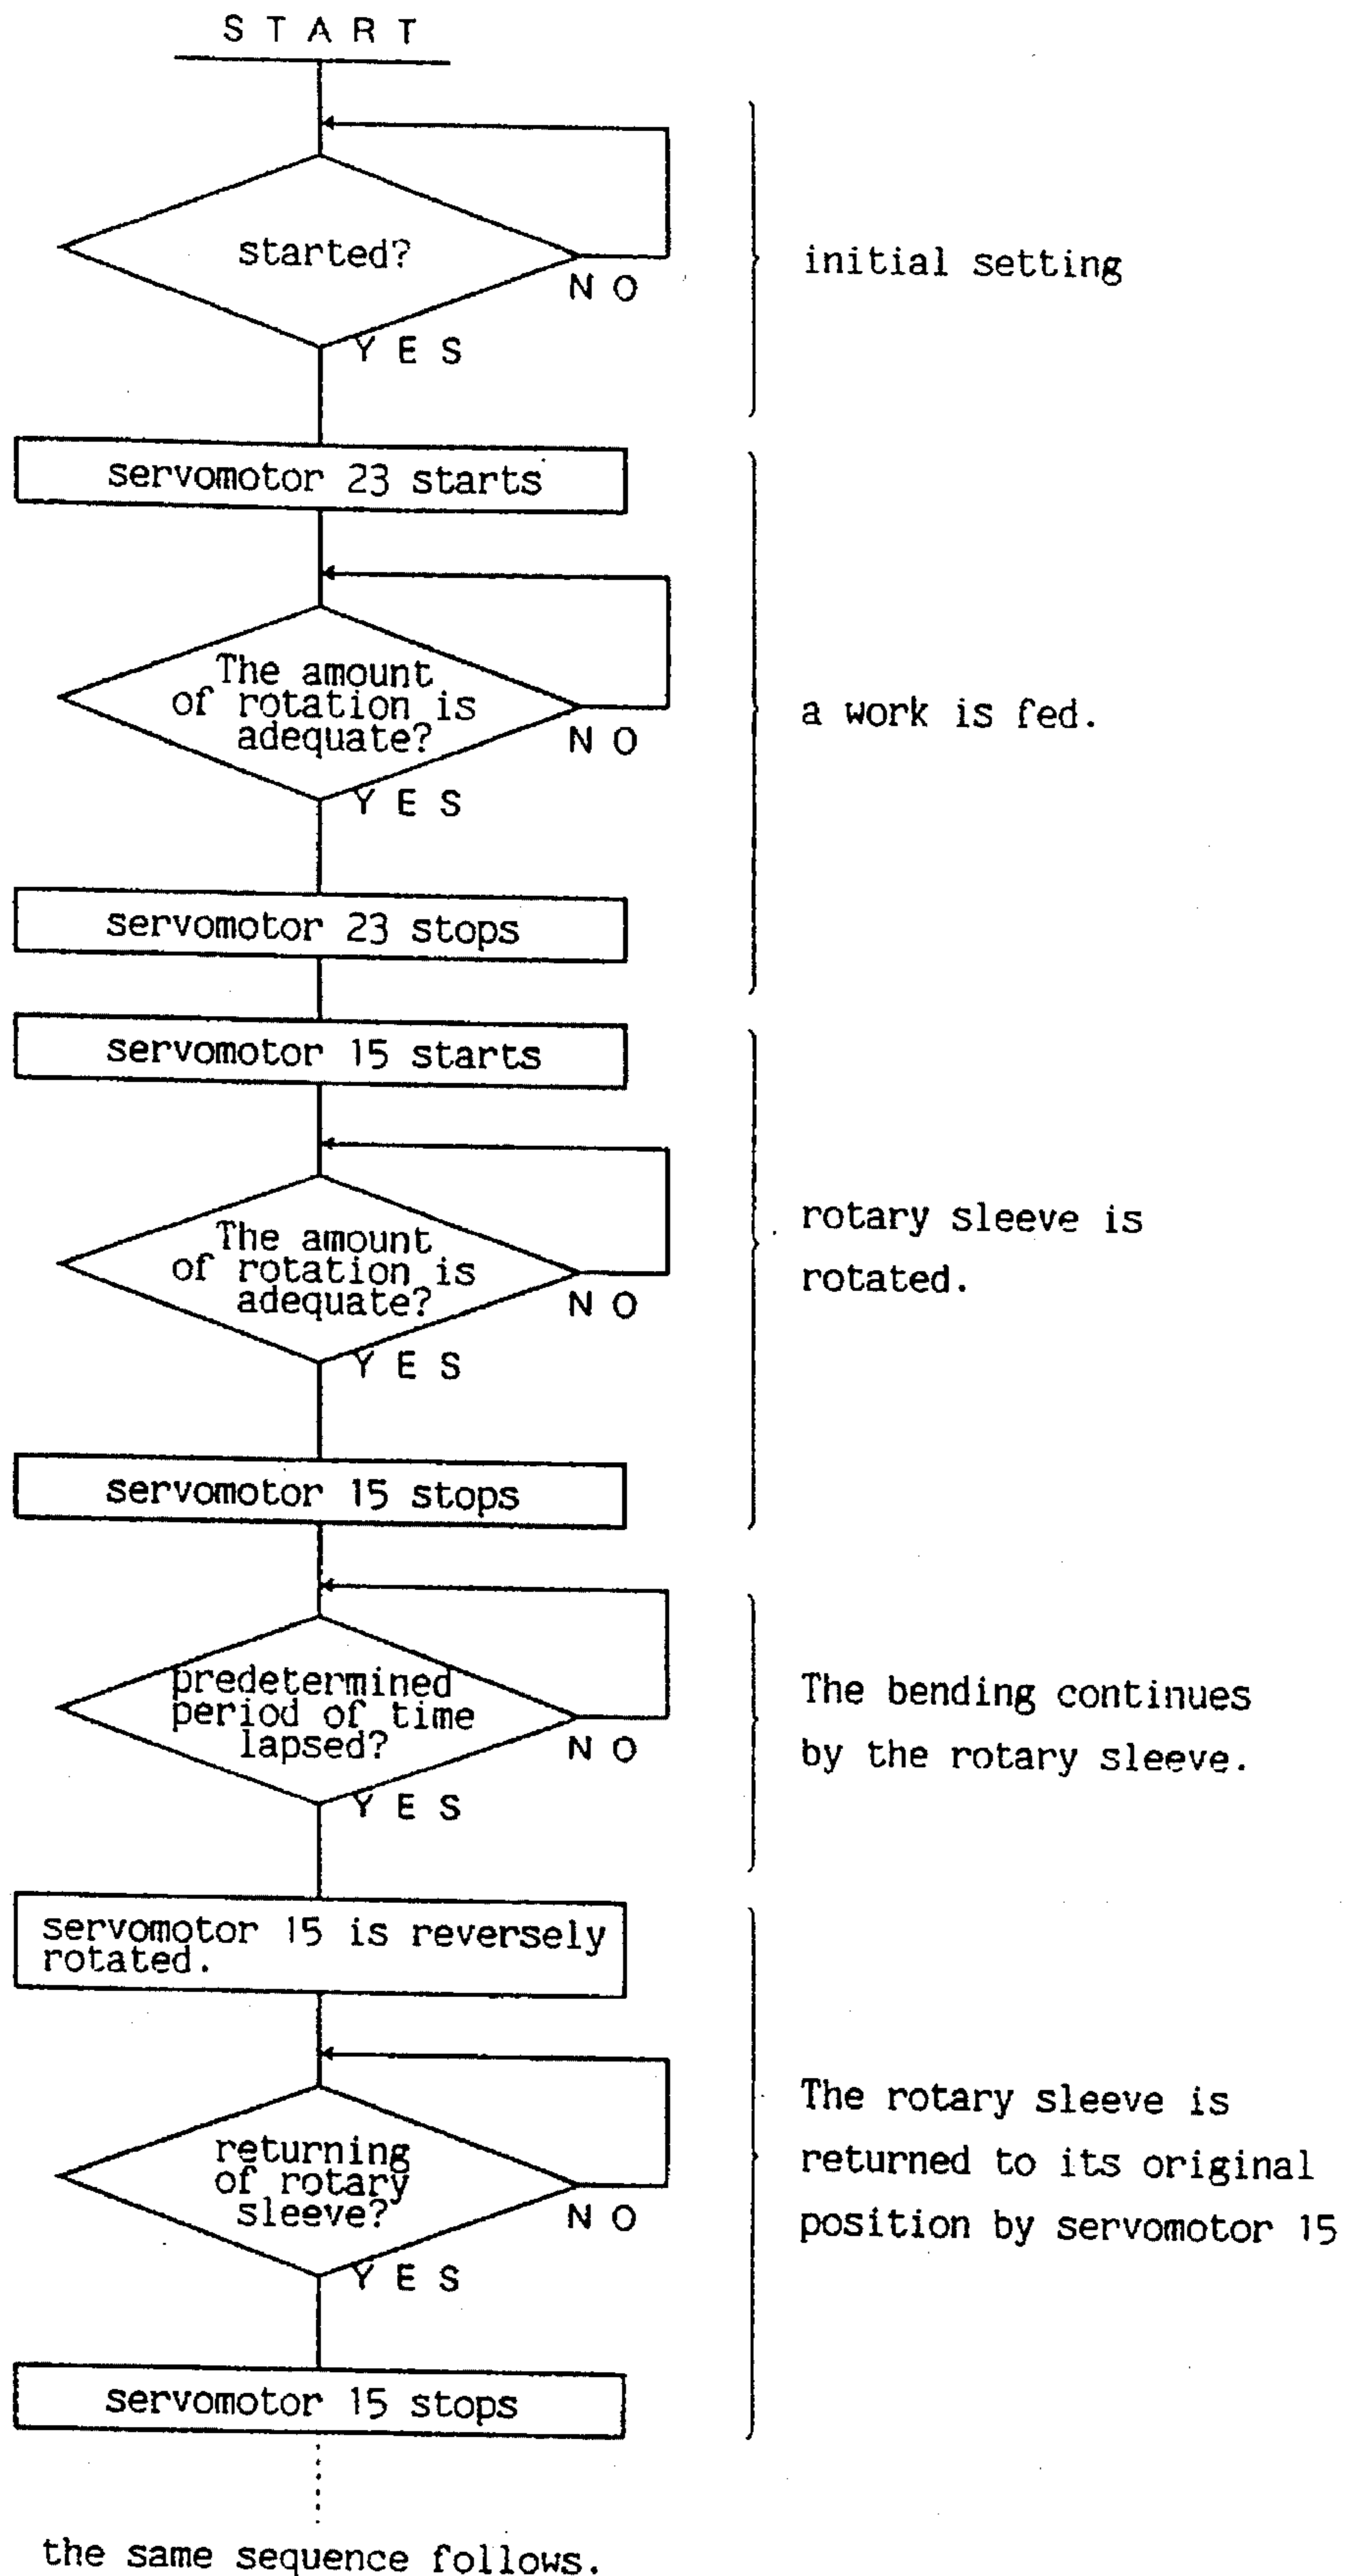 START
started?
NO
YES
initial setting
servomotor 23 starts
The amount
of rotation is
adequate?
NO
YES
servomotor 23 stops
a work is fed.
servomotor 15 starts
The amount
of rotation is
adequate?
NO
YES
servomotor 15 stops
rotary sleeve is
rotated.
predetermined
period of time
lapsed?
NO
YES
The bending continues
by the rotary sleeve.
servomotor 15 is reversely
rotated.
returning
of rotary
sleeve?
NO
YES
servomotor 15 stops
The rotary sleeve is
returned to its original
position by servomotor 15
the same sequence follows.